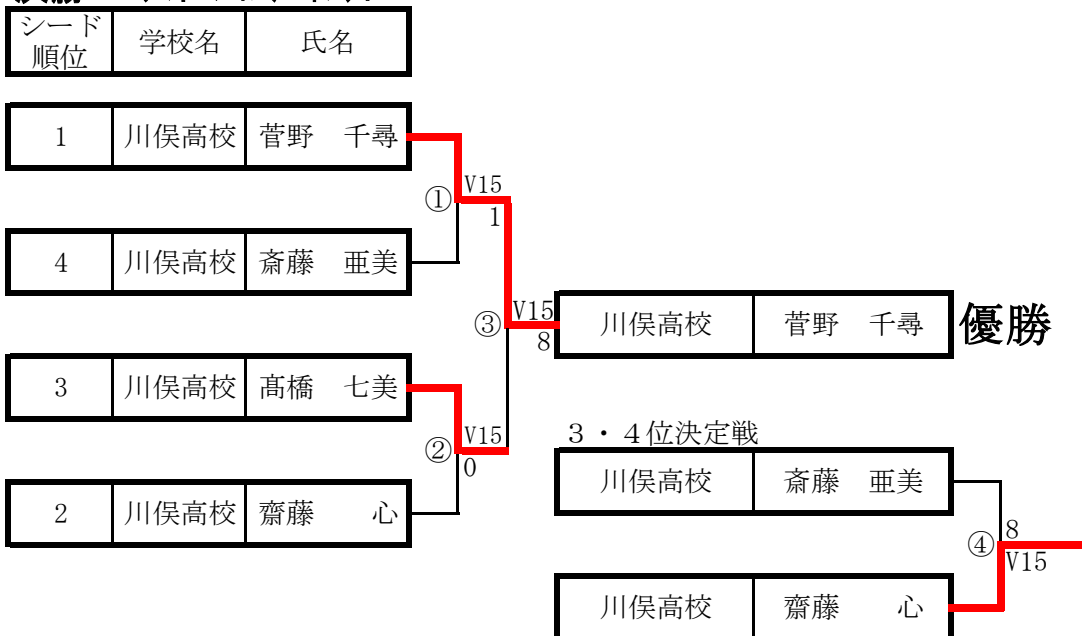 シード順位 学校名 氏名
1 川俣高校 菅野 千尋
① V15
1
4 川俣高校 斎藤 亜美
③ V15
8
川俣高校 菅野 千尋 優勝
3 川俣高校 髙橋 七美
② V15
0
2 川俣高校 齋藤 心
３・４位決定戦
川俣高校 斎藤 亜美
④ 8
V15
川俣高校 齋藤 心